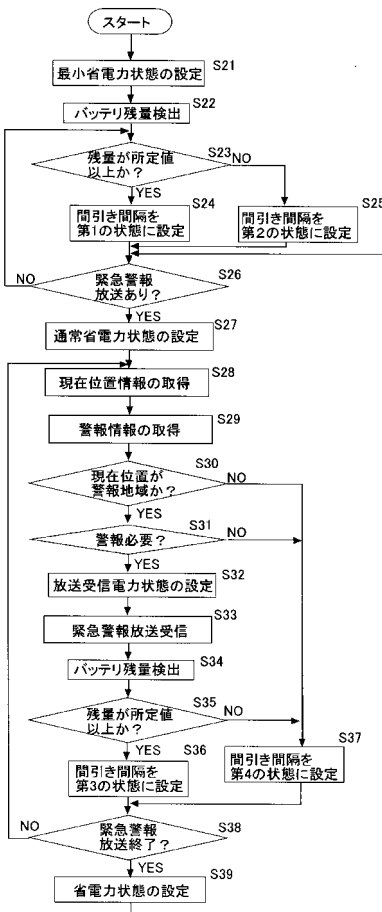 スタート
最小省電力状態の設定 S21
バッテリ残量検出 S22
残量が所定値
以上か？ S23 NO
YES
間引き間隔を
第1の状態に設定 S24
間引き間隔を
第2の状態に設定 S25
緊急警報
放送あり？ S26
NO
YES
通常省電力状態の設定 S27
現在位置情報の取得 S28
警報情報の取得 S29
現在位置が
警報地域か？ S30 NO
YES
警報必要？ S31 NO
YES
放送受信電力状態の設定 S32
緊急警報放送受信 S33
バッテリ残量検出 S34
残量が所定値
以上か？ S35 NO
YES
間引き間隔を
第3の状態に設定 S36
間引き間隔を
第4の状態に設定 S37
緊急警報
放送終了？ S38
NO
YES
省電力状態の設定 S39